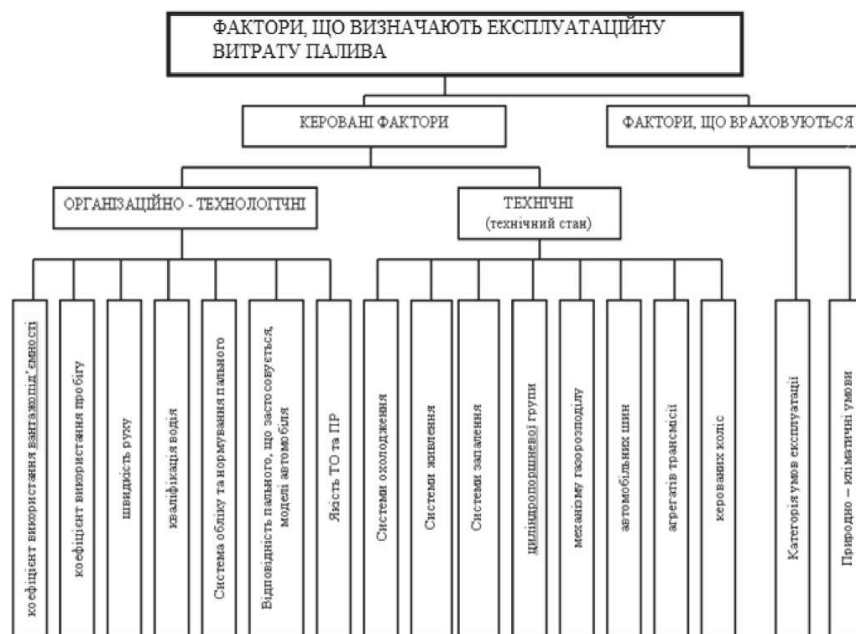 ФАКТОРИ, ЩО ВИЗНАЧАЮТЬ ЕКСПЛУАТАЦІЙНУ
ВИТРАТУ ПАЛИВА
КЕРОВАНІ ФАКТОРИ
ФАКТОРИ, ЩО ВРАХОВУЮТЬСЯ
ОРГАНІЗАЦІЙНО - ТЕХНОЛОГІЧНІ
ТЕХНІЧНІ
(технічний стан)
коефіцієнт використання вантажопід’ємності
коефіцієнт використання пробігу
швидкість руху
кваліфікація водія
Система обліку та нормування пального
Відповідність пального, що застосовується,
моделі автомобіля
Якість ТО та ПР
Системи охолодження
Системи живлення
Системи запалення
циліндропоршневої групи
механізму газорозподілу
автомобільних шин
агрегатів трансмісії
керованих коліс
Категорія умов експлуатації
Природно – кліматичні умови